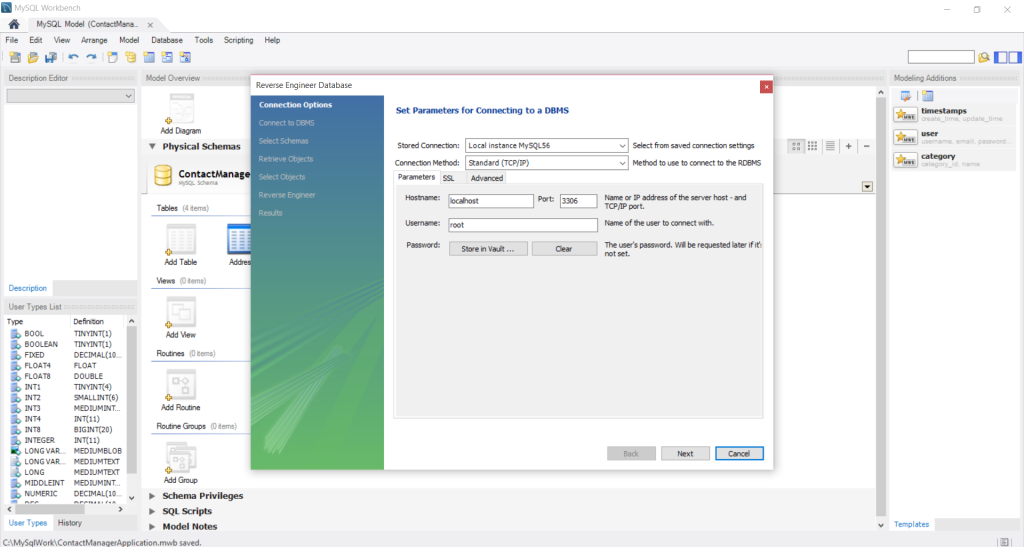 MySQL Workbench
MySQL Model (ContactMana..
File Edit View Arrange Model Database Tools Scripting Help
Description Editor
Description
User Types List
Type Definition
BOOL TINYINT(1)
BOOLEAN TINYINT(1)
FIXED DECIMAL(10...
FLOAT4 FLOAT
FLOAT8 DOUBLE
INT1 TINYINT(4)
INT2 SMALLINT(6)
INT3 MEDIUMINT...
INT4 INT(11)
INT8 BIGINT(20)
INTEGER INT(11)
LONG VAR... MEDIUMBLOB
LONG VAR... MEDIUMTEXT
LONG MEDIUMTEXT
MIDDLEINT MEDIUMINT...
NUMERIC DECIMAL(10...
User Types History
Model Overview
Add Diagram
Physical Schemas
ContactManager
MySQL Schema
Tables (4 items)
Add Table
Addres
Views (0 items)
Add View
Routines (0 items)
Add Routine
Routine Groups (0 items)
Add Group
Schema Privileges
SQL Scripts
Model Notes
Reverse Engineer Database
Connection Options
Connect to DBMS
Select Schemas
Retrieve Objects
Select Objects
Reverse Engineer
Results
Set Parameters for Connecting to a DBMS
Stored Connection: Local instance MySQL56 Select from saved connection settings
Connection Method: Standard (TCP/IP) Method to use to connect to the RDBMS
Parameters SSL Advanced
Hostname: localhost Port: 3306 Name or IP address of the server host - and
TCP/IP port.
Username: root Name of the user to connect with.
Password: Store in Vault ... Clear The user's password. Will be requested later if it's
not set.
Back Next Cancel
Modeling Additions
timestamps
create_time, update_time
user
username, email, password...
category
category_id, name
Templates
C:\MySqlWork\ContactManagerApplication.mwb saved.